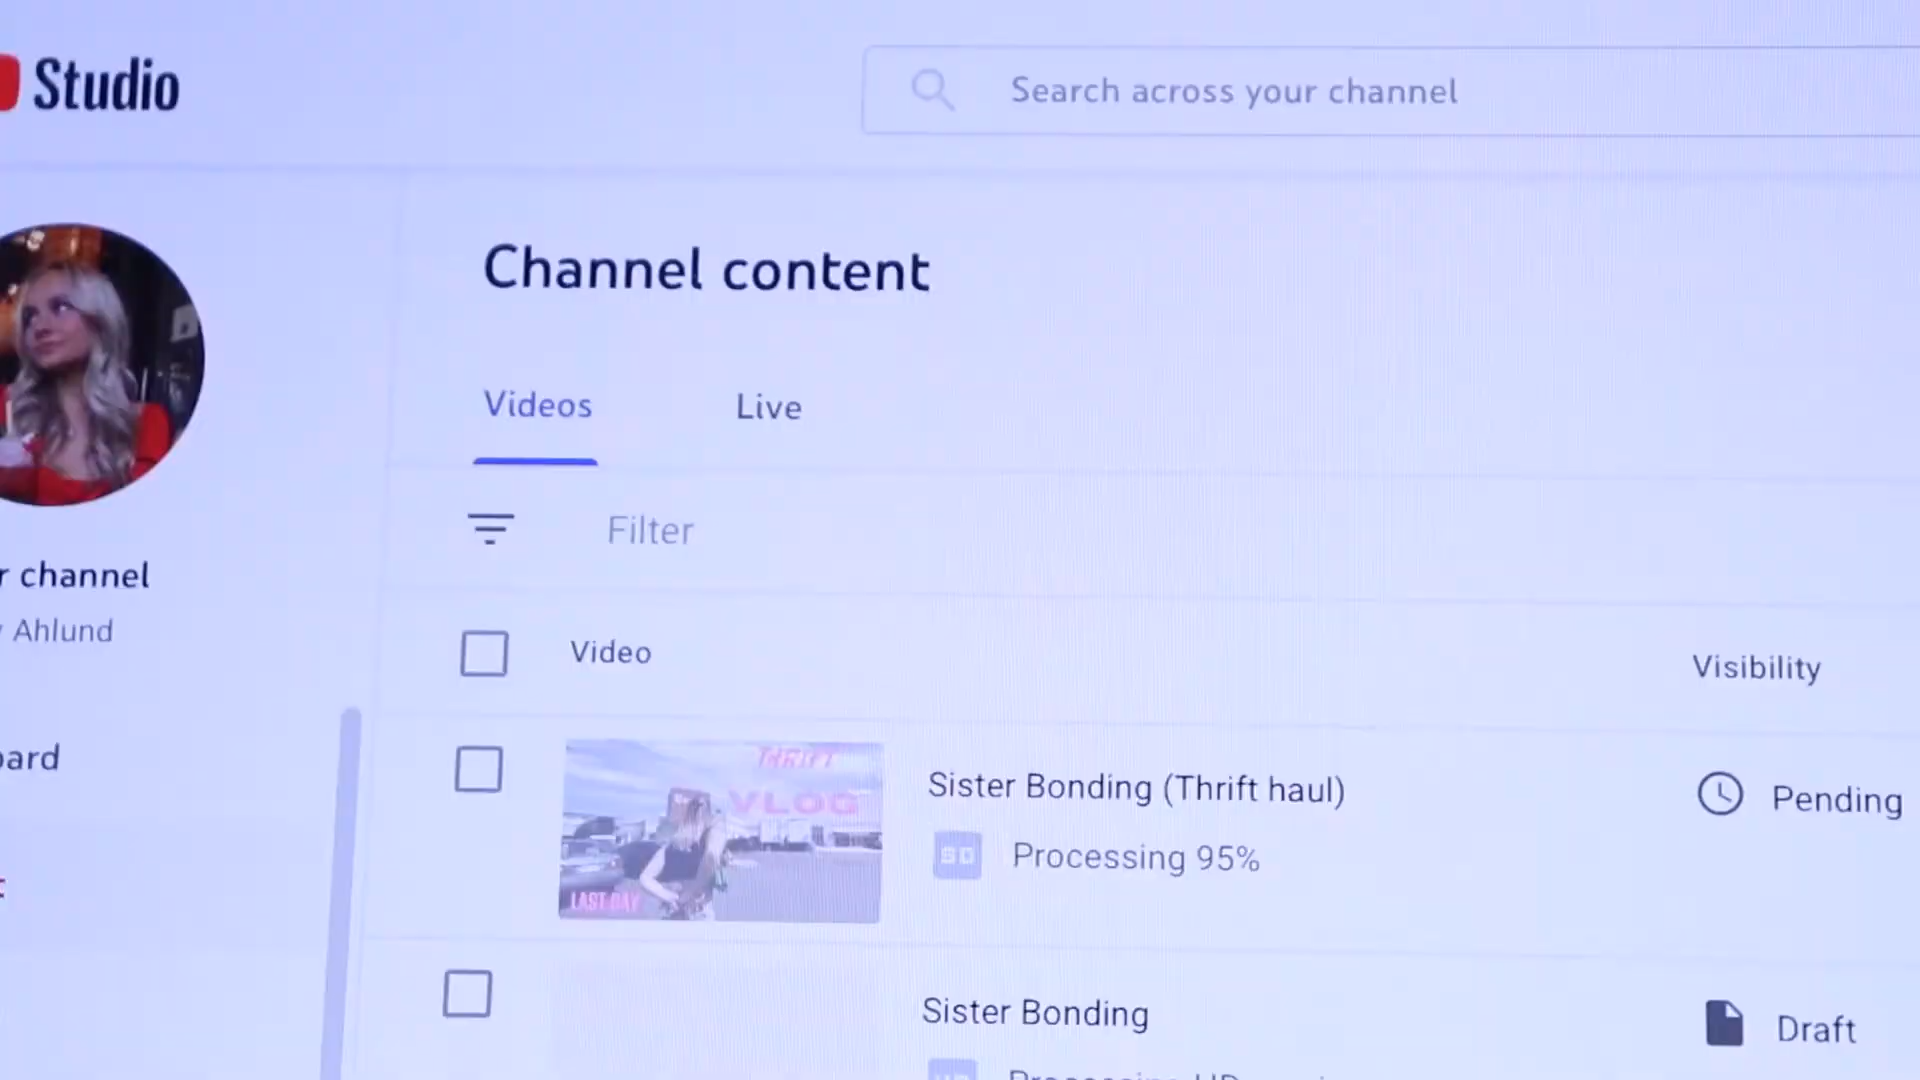 Studio
Search across your channel
Channel content
Videos
Live
Filter
channel
Ahlund
Video
Visibility
THRIFT
VLOG
LAST DAY
Sister Bonding (Thrift haul)
Pending
SD
Processing 95%
Sister Bonding
Draft